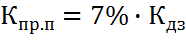 Кпр.п = 7% · Кдз